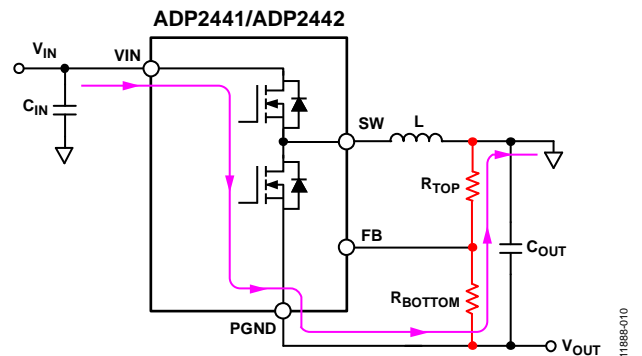 ADP2441/ADP2442
VIN
VIN
CIN
SW
L
RTOP
FB
COUT
RBOTTOM
PGND
VOUT
11888-010